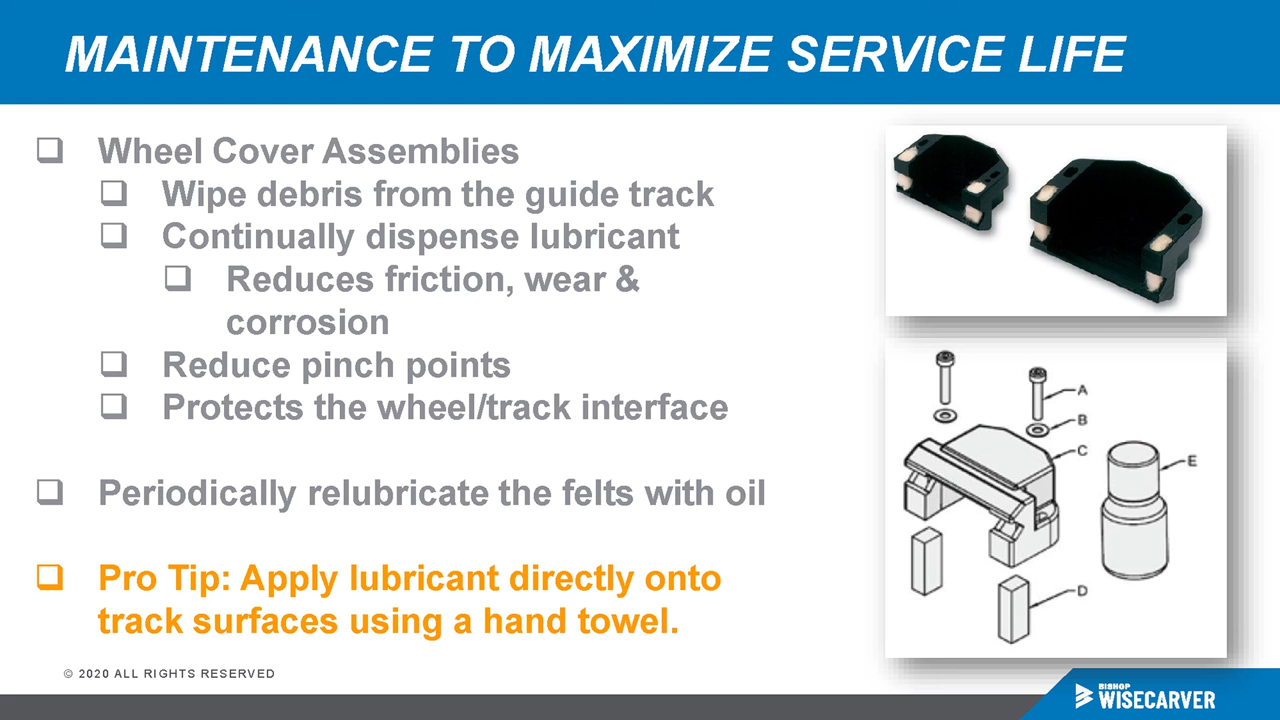 MAINTENANCE TO MAXIMIZE SERVICE LIFE
Wheel Cover Assemblies
Wipe debris from the guide track
Continually dispense lubricant
Reduces friction, wear &
corrosion
Reduce pinch points
Protects the wheel/track interface
Periodically relubricate the felts with oil
Pro Tip: Apply lubricant directly onto
track surfaces using a hand towel.
A
B
C
E
D
© 2020 ALL RIGHTS RESERVED
BISHOP
WISECARVER